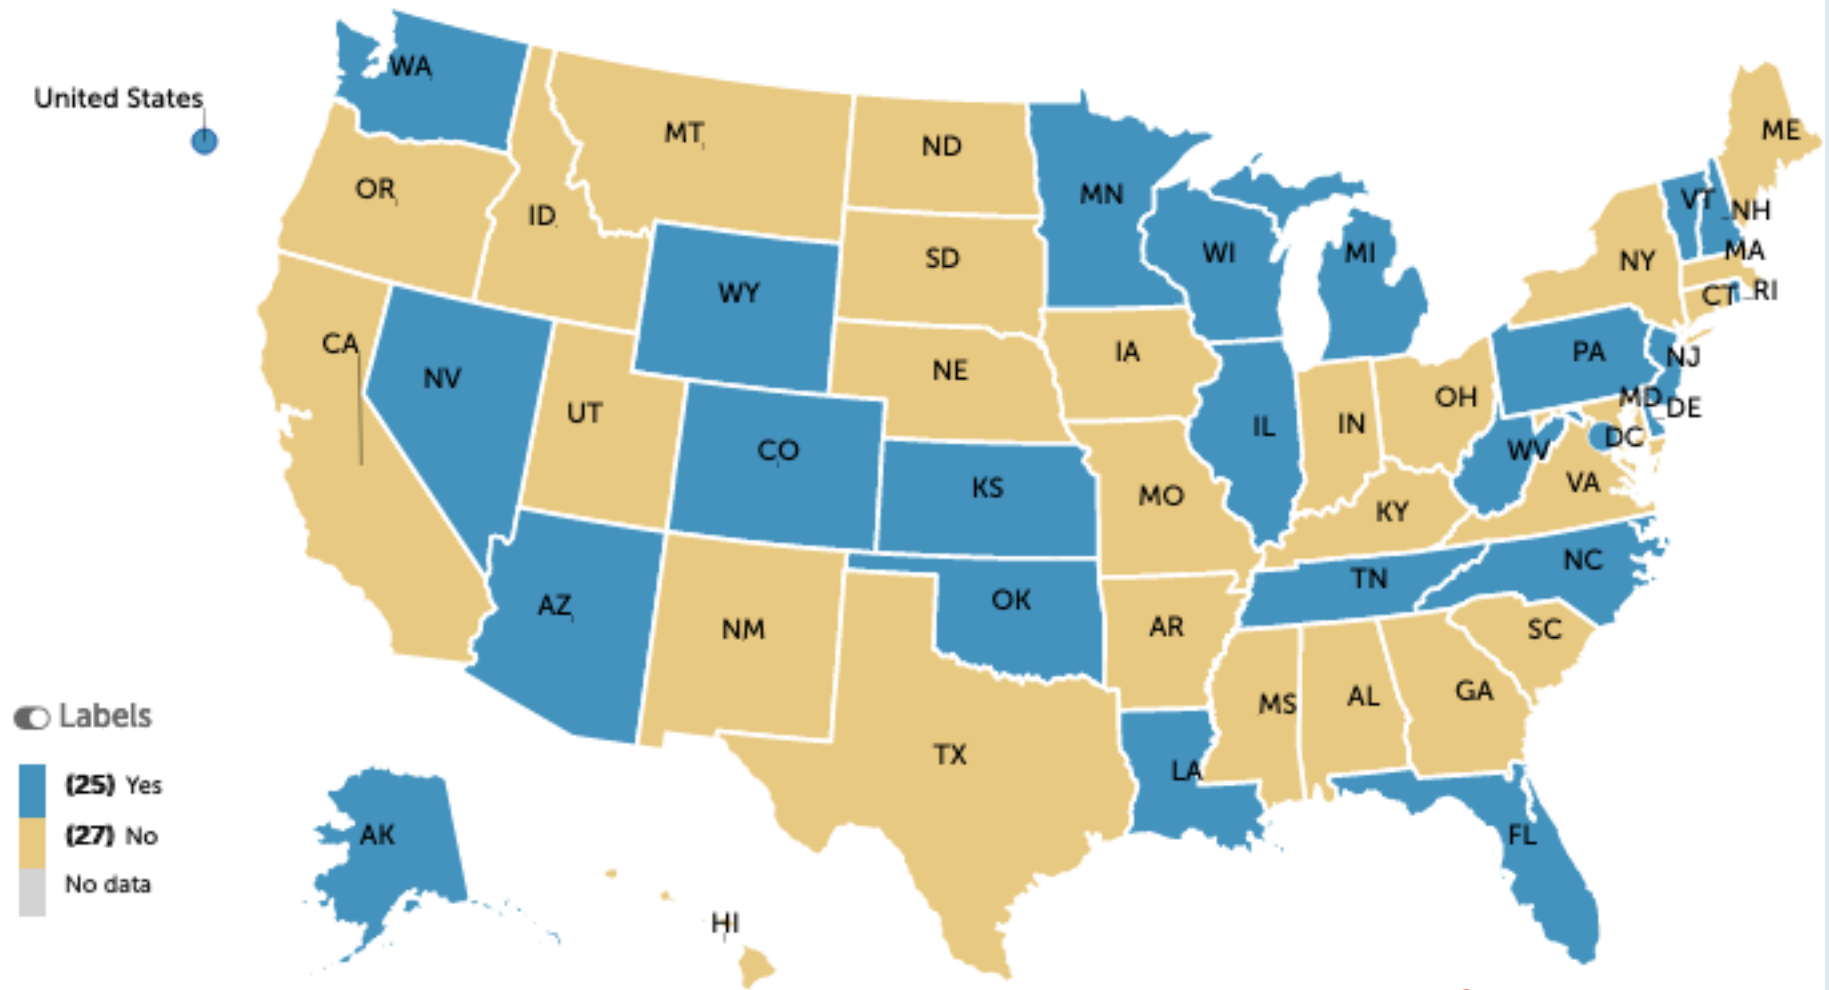 WA
United States
MT
ND
ME
OR
ID
MN
VT
NH
SD
WI
MI
NY
MA
WY
CT
RI
CA
NV
NE
IA
PA
NJ
UT
OH
MD
DE
CO
IL
IN
DC
WV
KS
MO
KY
VA
AZ
OK
TN
NC
NM
AR
SC
MS
AL
GA
Labels
TX
LA
(25) Yes
(27) No
No data
AK
FL
HI